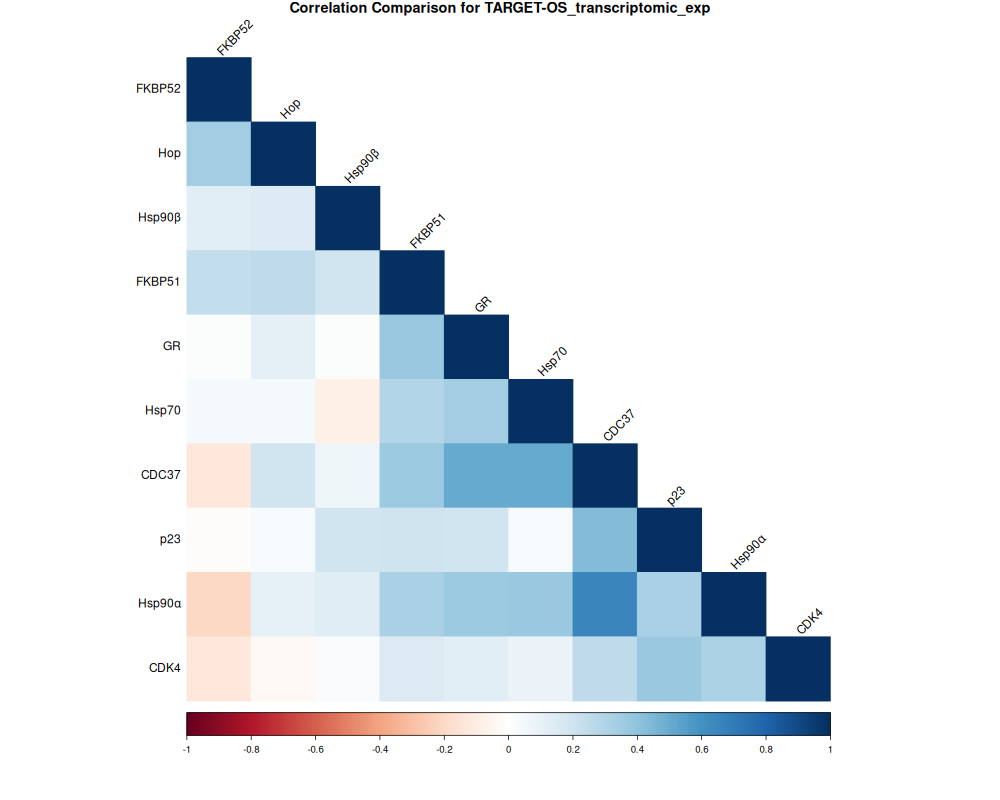 Correlation Comparison for TARGET-OS_transcriptomic_exp
FKBP52
FKBP52
Hop
Hop
Hsp90β
Hsp90β
FKBP51
FKBP51
GR
GR
Hsp70
Hsp70
CDC37
CDC37
p23
p23
Hsp90α
Hsp90α
CDK4
CDK4
-1 -0.8 -0.6 -0.4 -0.2 0 0.2 0.4 0.6 0.8 1